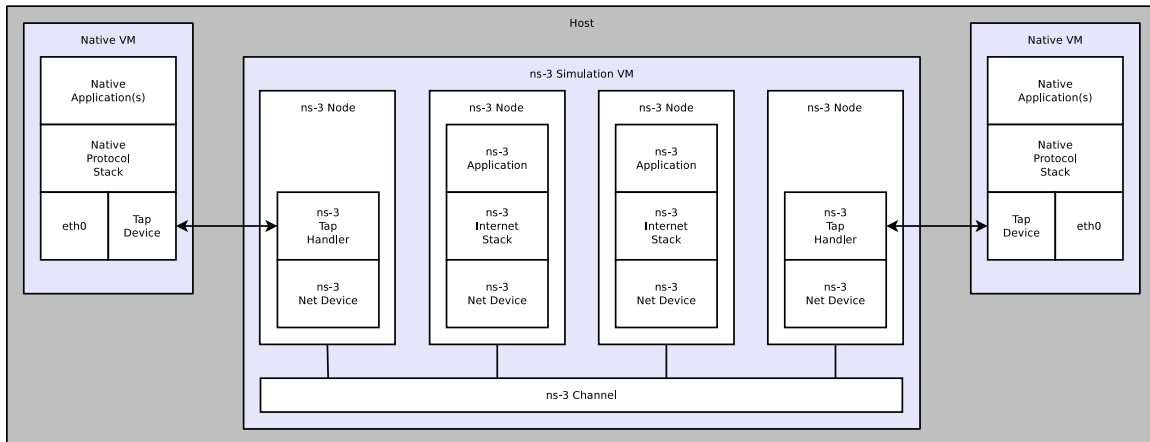 Host
Native VM
Native
Application(s)
Native
Protocol
Stack
eth0
Tap
Device
ns-3 Simulation VM
ns-3 Node
ns-3
Tap
Handler
ns-3
Net Device
ns-3 Node
ns-3
Application
ns-3
Internet
Stack
ns-3
Net Device
ns-3 Node
ns-3
Application
ns-3
Internet
Stack
ns-3
Net Device
ns-3 Node
ns-3
Tap
Handler
ns-3
Net Device
ns-3 Channel
Native VM
Native
Application(s)
Native
Protocol
Stack
Tap
Device
eth0